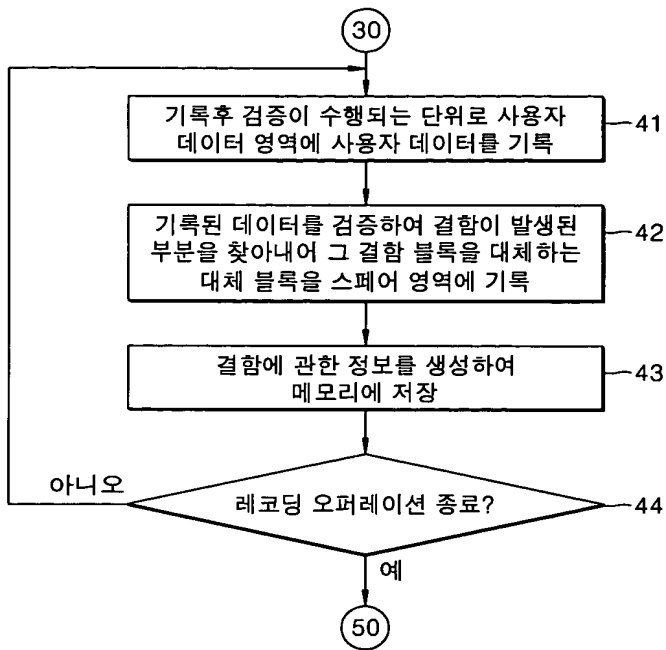 30
기록후 검증이 수행되는 단위로 사용자
데이터 영역에 사용자 데이터를 기록
41
기록된 데이터를 검증하여 결함이 발생된
부분을 찾아내어 그 결함 블록을 대체하는
대체 블록을 스페어 영역에 기록
42
결함에 관한 정보를 생성하여
메모리에 저장
43
아니오
레코딩 오퍼레이션 종료?
44
예
50